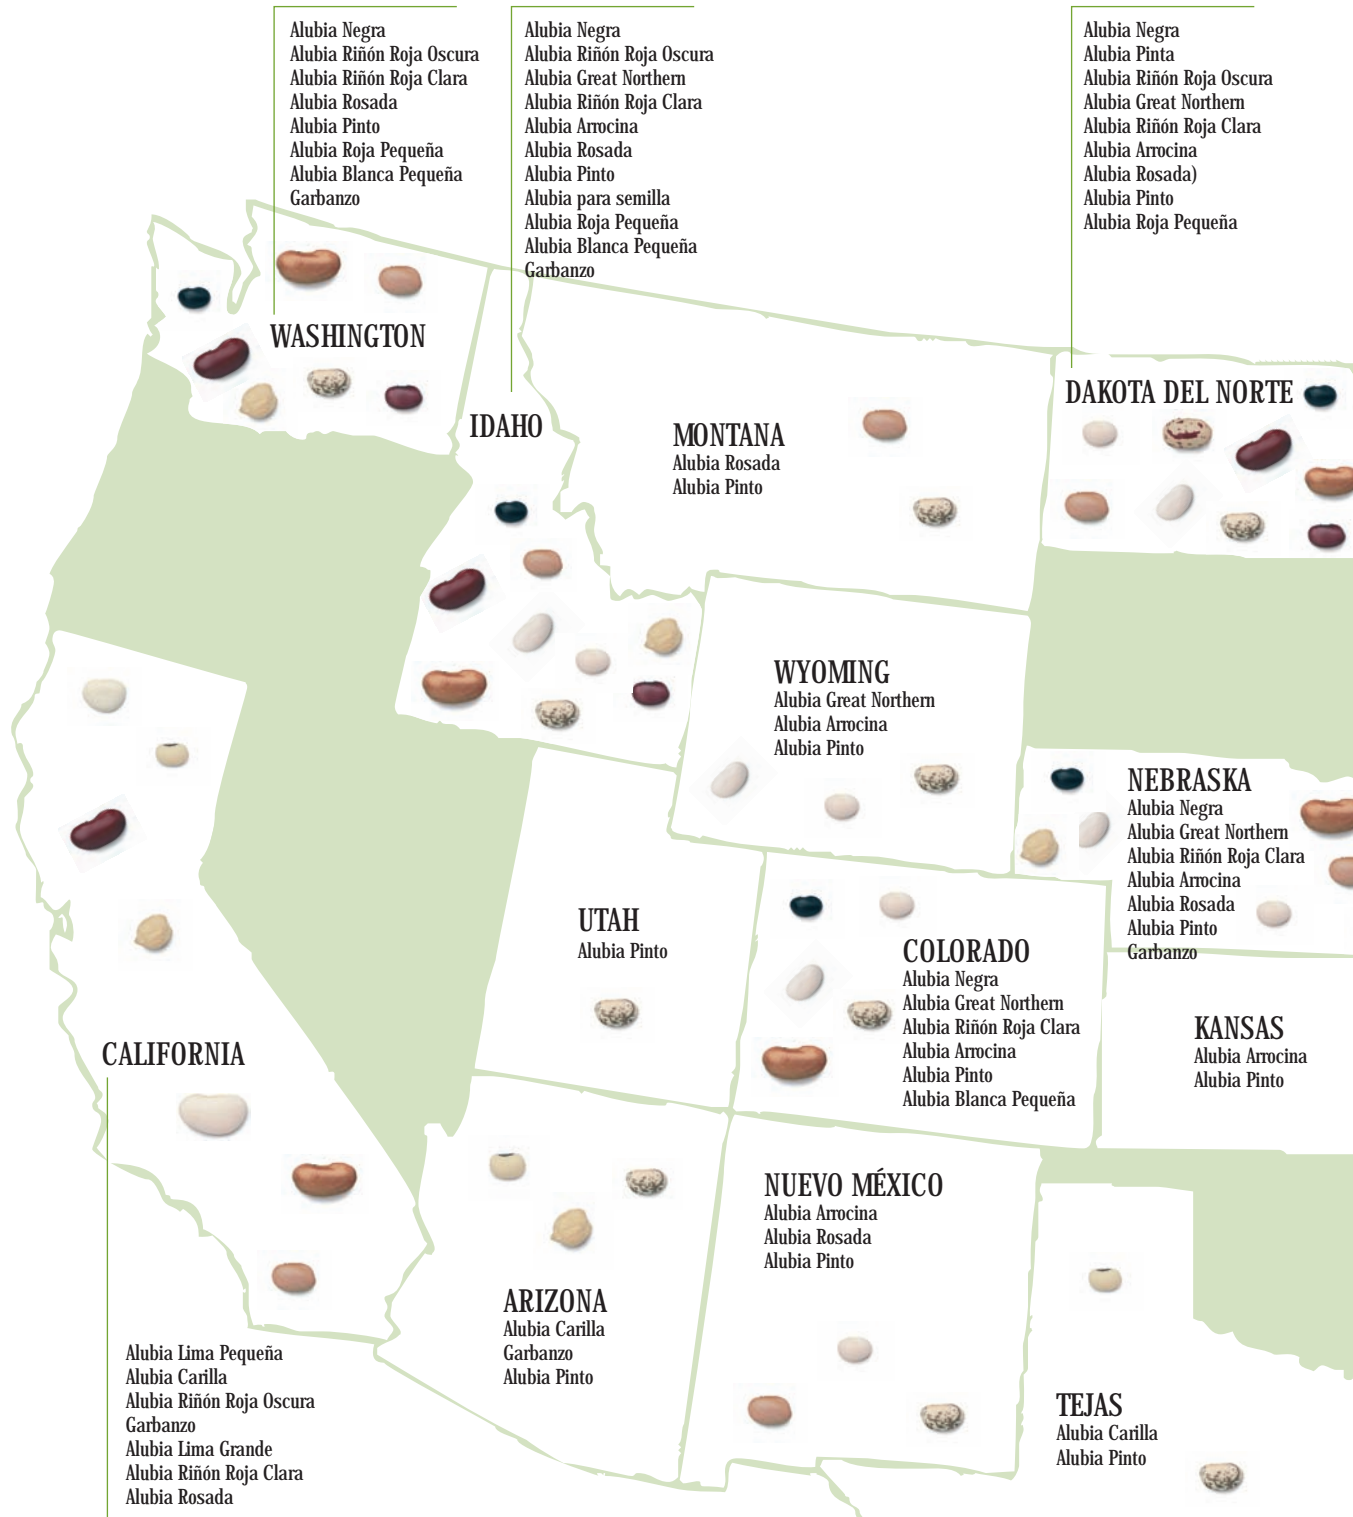 Alubia Negra
Alubia Riñón Roja Oscura
Alubia Riñón Roja Clara
Alubia Rosada
Alubia Pinto
Alubia Roja Pequeña
Alubia Blanca Pequeña
Garbanzo
Alubia Negra
Alubia Riñón Roja Oscura
Alubia Great Northern
Alubia Riñón Roja Clara
Alubia Arrocina
Alubia Rosada
Alubia Pinto
Alubia para semilla
Alubia Roja Pequeña
Alubia Blanca Pequeña
Garbanzo
Alubia Negra
Alubia Pinta
Alubia Riñón Roja Oscura
Alubia Great Northern
Alubia Riñón Roja Clara
Alubia Arrocina
Alubia Rosada)
Alubia Pinto
Alubia Roja Pequeña
WASHINGTON
IDAHO
MONTANA
Alubia Rosada
Alubia Pinto
DAKOTA DEL NORTE
WYOMING
Alubia Great Northern
Alubia Arrocina
Alubia Pinto
NEBRASKA
Alubia Negra
Alubia Great Northern
Alubia Riñón Roja Clara
Alubia Arrocina
Alubia Rosada
Alubia Pinto
Garbanzo
UTAH
Alubia Pinto
COLORADO
Alubia Negra
Alubia Great Northern
Alubia Riñón Roja Clara
Alubia Arrocina
Alubia Pinto
Alubia Blanca Pequeña
KANSAS
Alubia Arrocina
Alubia Pinto
CALIFORNIA
Alubia Lima Pequeña
Alubia Carilla
Alubia Riñón Roja Oscura
Garbanzo
Alubia Lima Grande
Alubia Riñón Roja Clara
Alubia Rosada
ARIZONA
Alubia Carilla
Garbanzo
Alubia Pinto
NUEVO MÉXICO
Alubia Arrocina
Alubia Rosada
Alubia Pinto
TEJAS
Alubia Carilla
Alubia Pinto